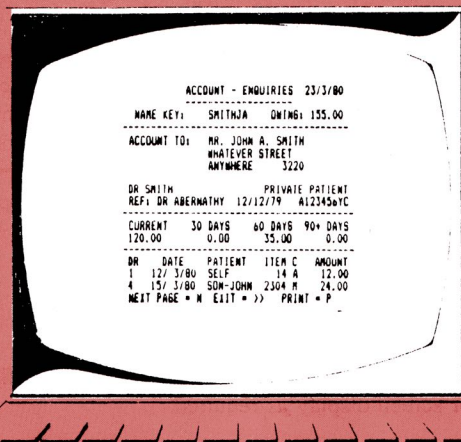 ACCOUNT - ENQUIRIES 23/3/80
NAME KEY: SMITHJA OWING: 155.00
ACCOUNT TO: MR. JOHN A. SMITH
WHATEVER STREET
ANYWHERE 3220
DR SMITH PRIVATE PATIENT
REF: DR ABERNATHY 12/12/79 A123456YC
CURRENT 30 DAYS 60 DAYS 90+ DAYS
120.00 0.00 35.00 0.00
DR DATE PATIENT ITEM C AMOUNT
1 12/ 3/80 SELF 14 A 12.00
4 15/ 3/80 SON-JOHN 2304 M 24.00
NEXT PAGE = N EXIT = >> PRINT = P